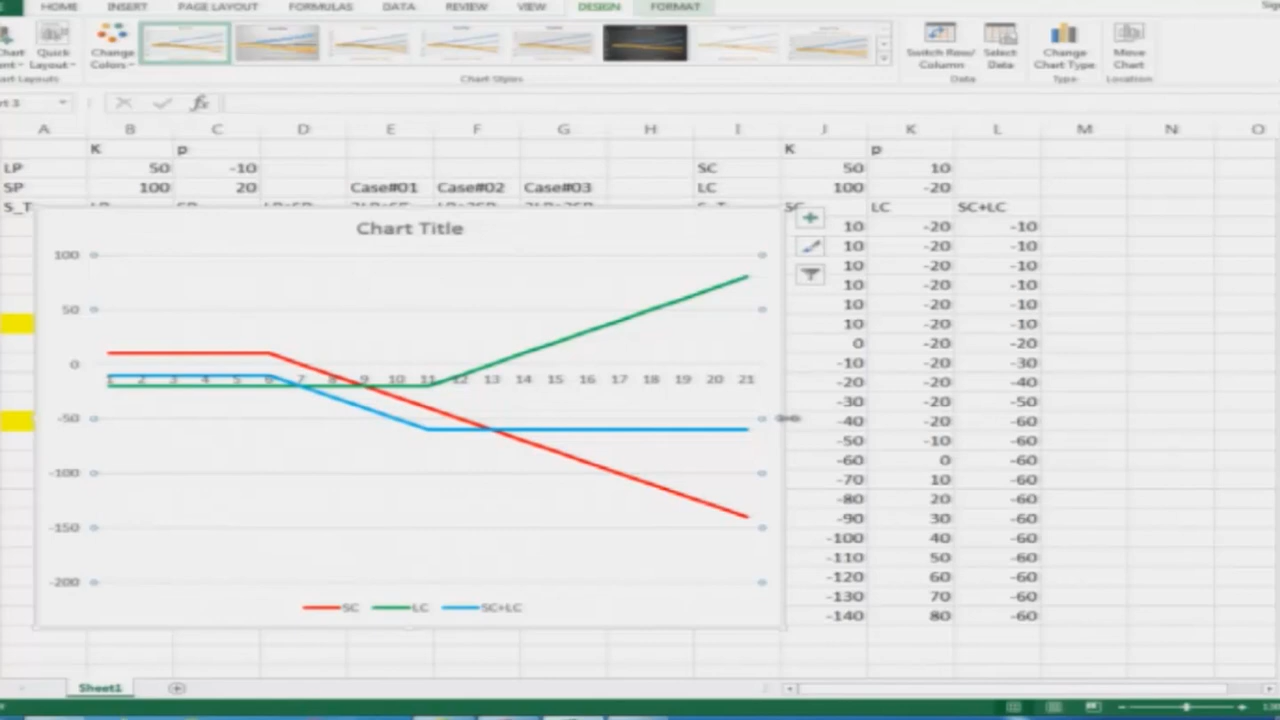 HOME INSERT PAGE LAYOUT FORMULAS DATA REVIEW VIEW DESIGN FORMAT
Quick Layout Change Colors Switch Row/ Column Select Data Change Chart Type Move Chart
Chart Styles Data Type Location
fx
A B C D E F G H I J K L M N O
K p K p
LP 50 -10 SC 50 10
SP 100 20 Case#01 Case#02 Case#03 LC 100 -20
S_T SC LC SC+LC
Chart Title
100
50
0
-50
-100
-150
-200
1 2 3 4 5 6 7 8 9 10 11 12 13 14 15 16 17 18 19 20 21
SC LC SC+LC
10 -20 -10
10 -20 -10
10 -20 -10
10 -20 -10
10 -20 -10
10 -20 -10
0 -20 -20
-10 -20 -30
-20 -20 -40
-30 -20 -50
-40 -20 -60
-50 -10 -60
-60 0 -60
-70 10 -60
-80 20 -60
-90 30 -60
-100 40 -60
-110 50 -60
-120 60 -60
-130 70 -60
-140 80 -60
Sheet1